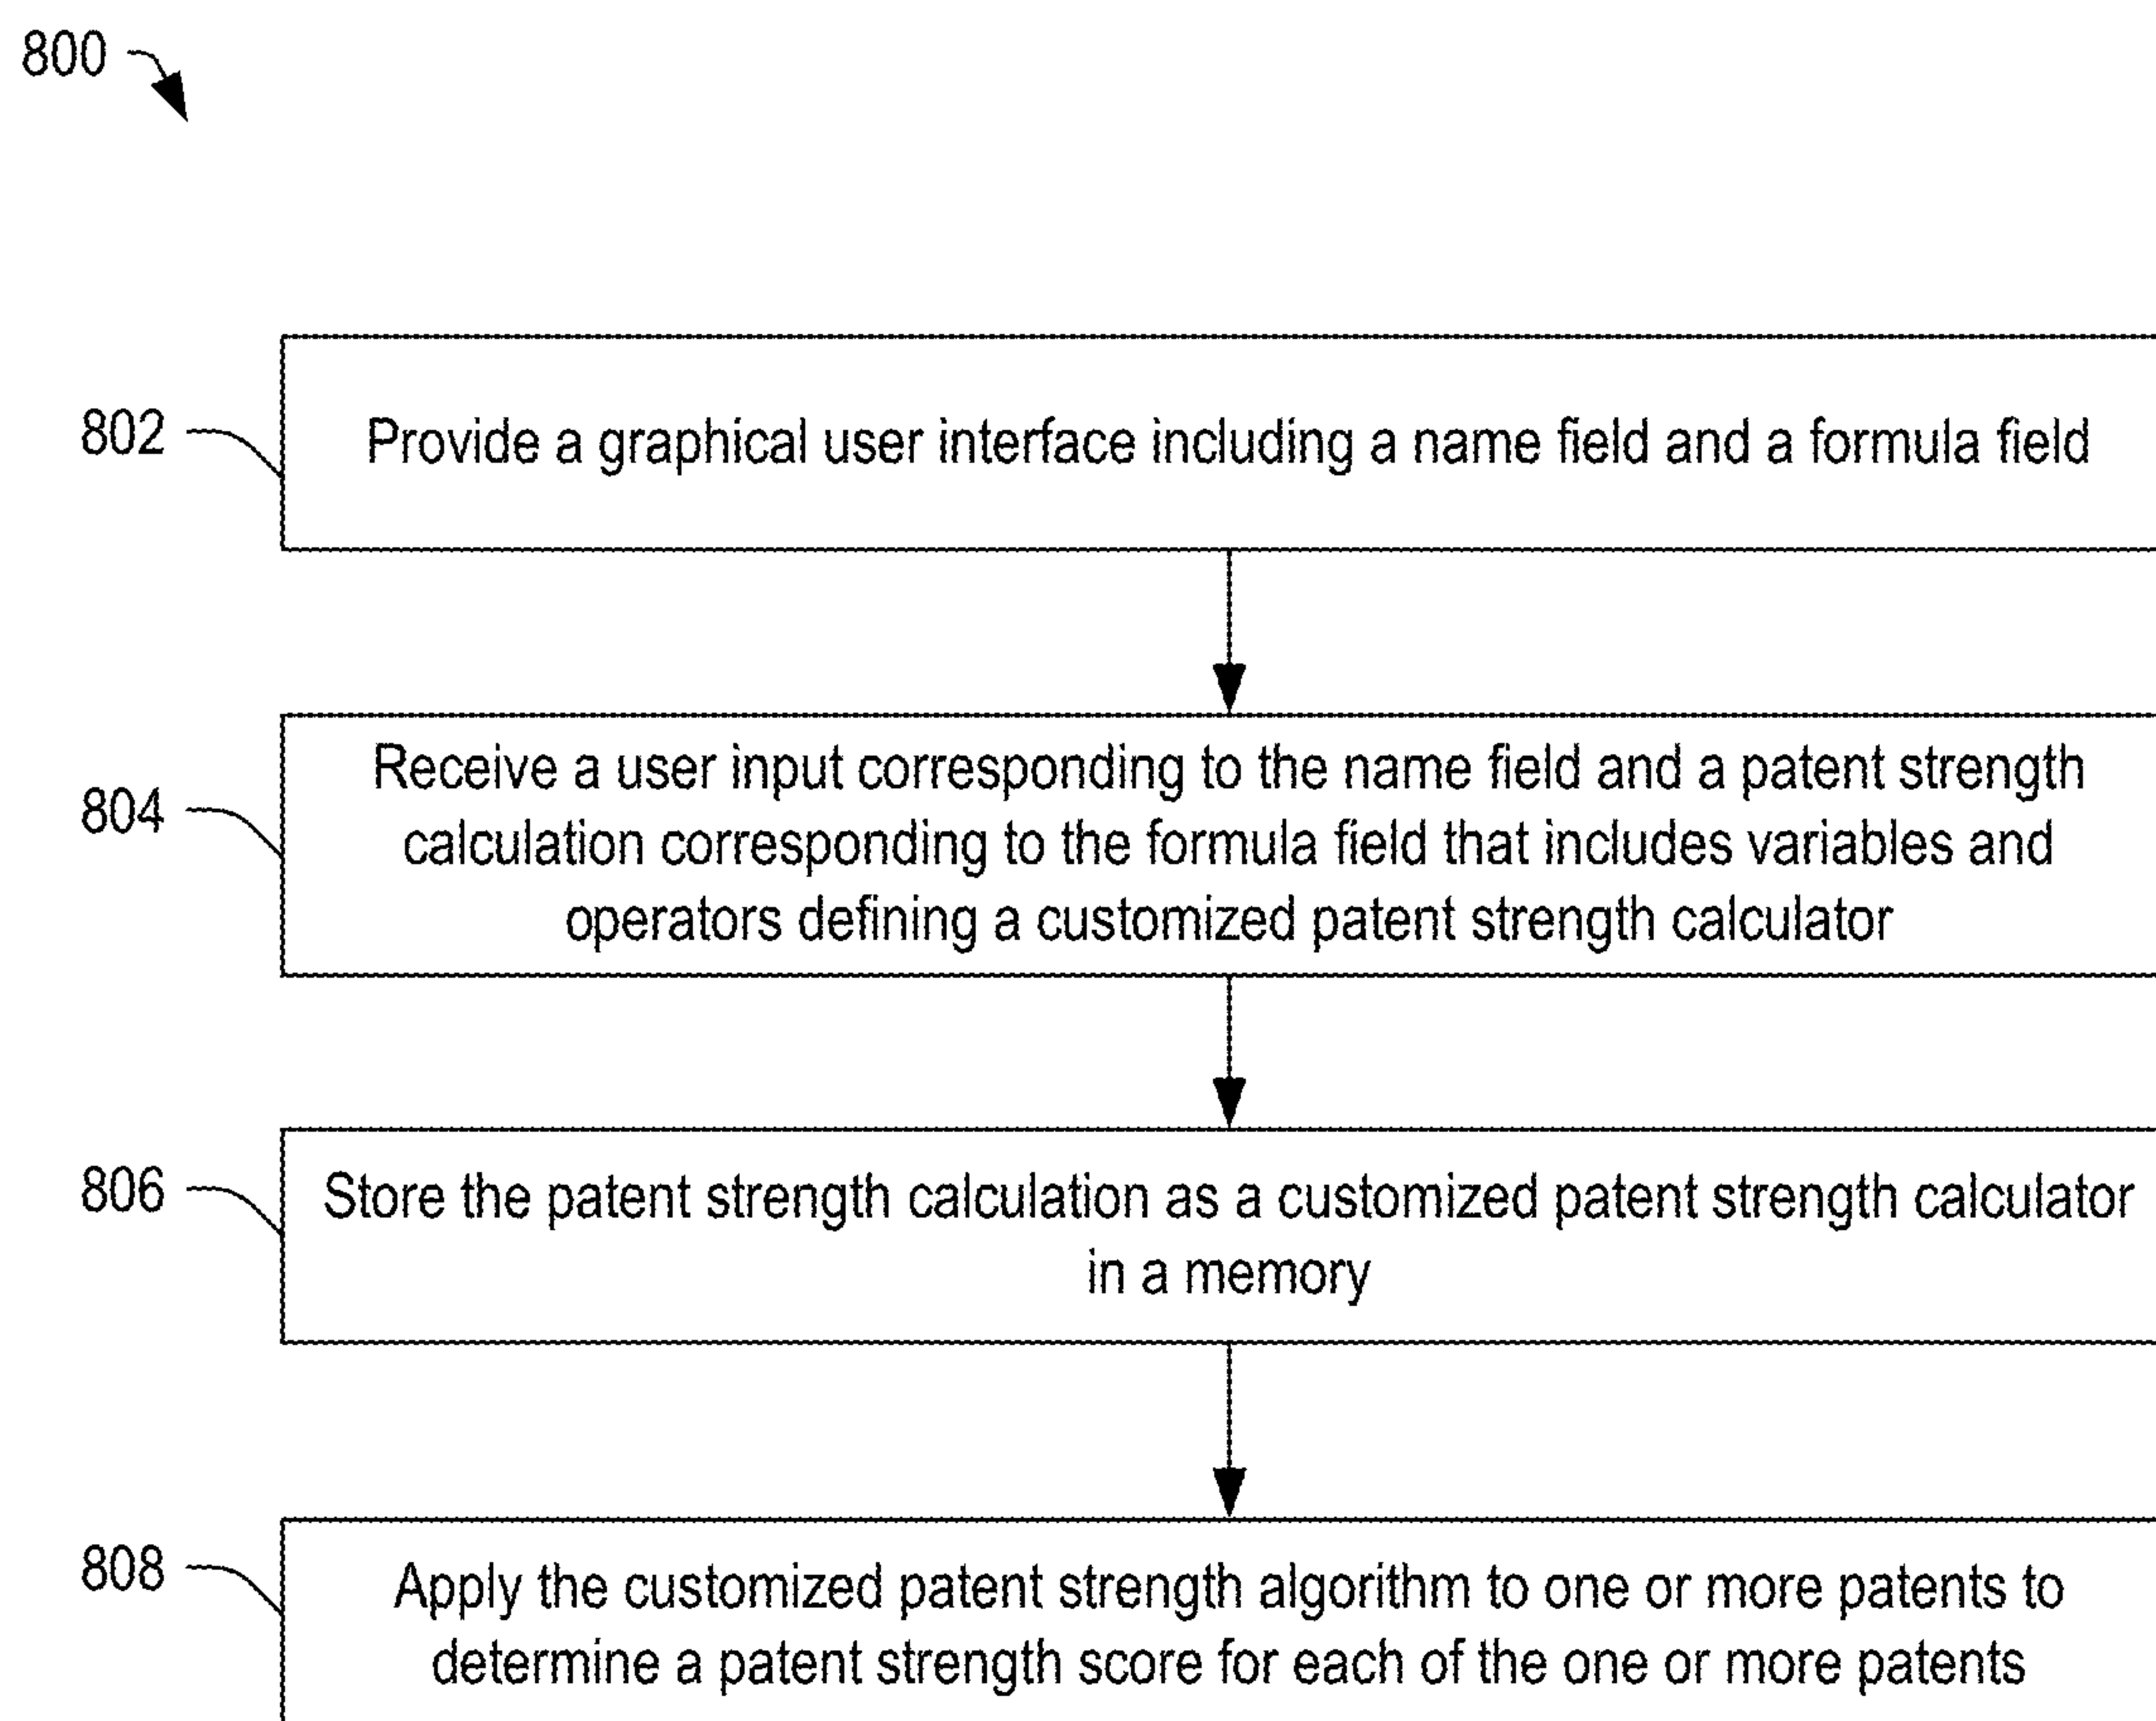 800
802
Provide a graphical user interface including a name field and a formula field
804
Receive a user input corresponding to the name field and a patent strength
calculation corresponding to the formula field that includes variables and
operators defining a customized patent strength calculator
806
Store the patent strength calculation as a customized patent strength calculator
in a memory
808
Apply the customized patent strength algorithm to one or more patents to
determine a patent strength score for each of the one or more patents